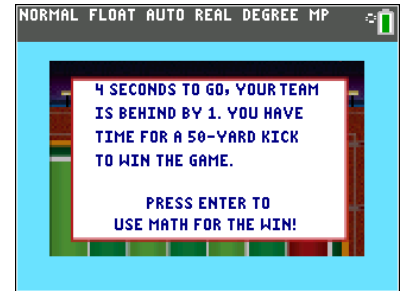 NORMAL FLOAT AUTO REAL DEGREE MP
4 SECONDS TO GO, YOUR TEAM
IS BEHIND BY 1. YOU HAVE
TIME FOR A 50-YARD KICK
TO WIN THE GAME.
PRESS ENTER TO
USE MATH FOR THE WIN!